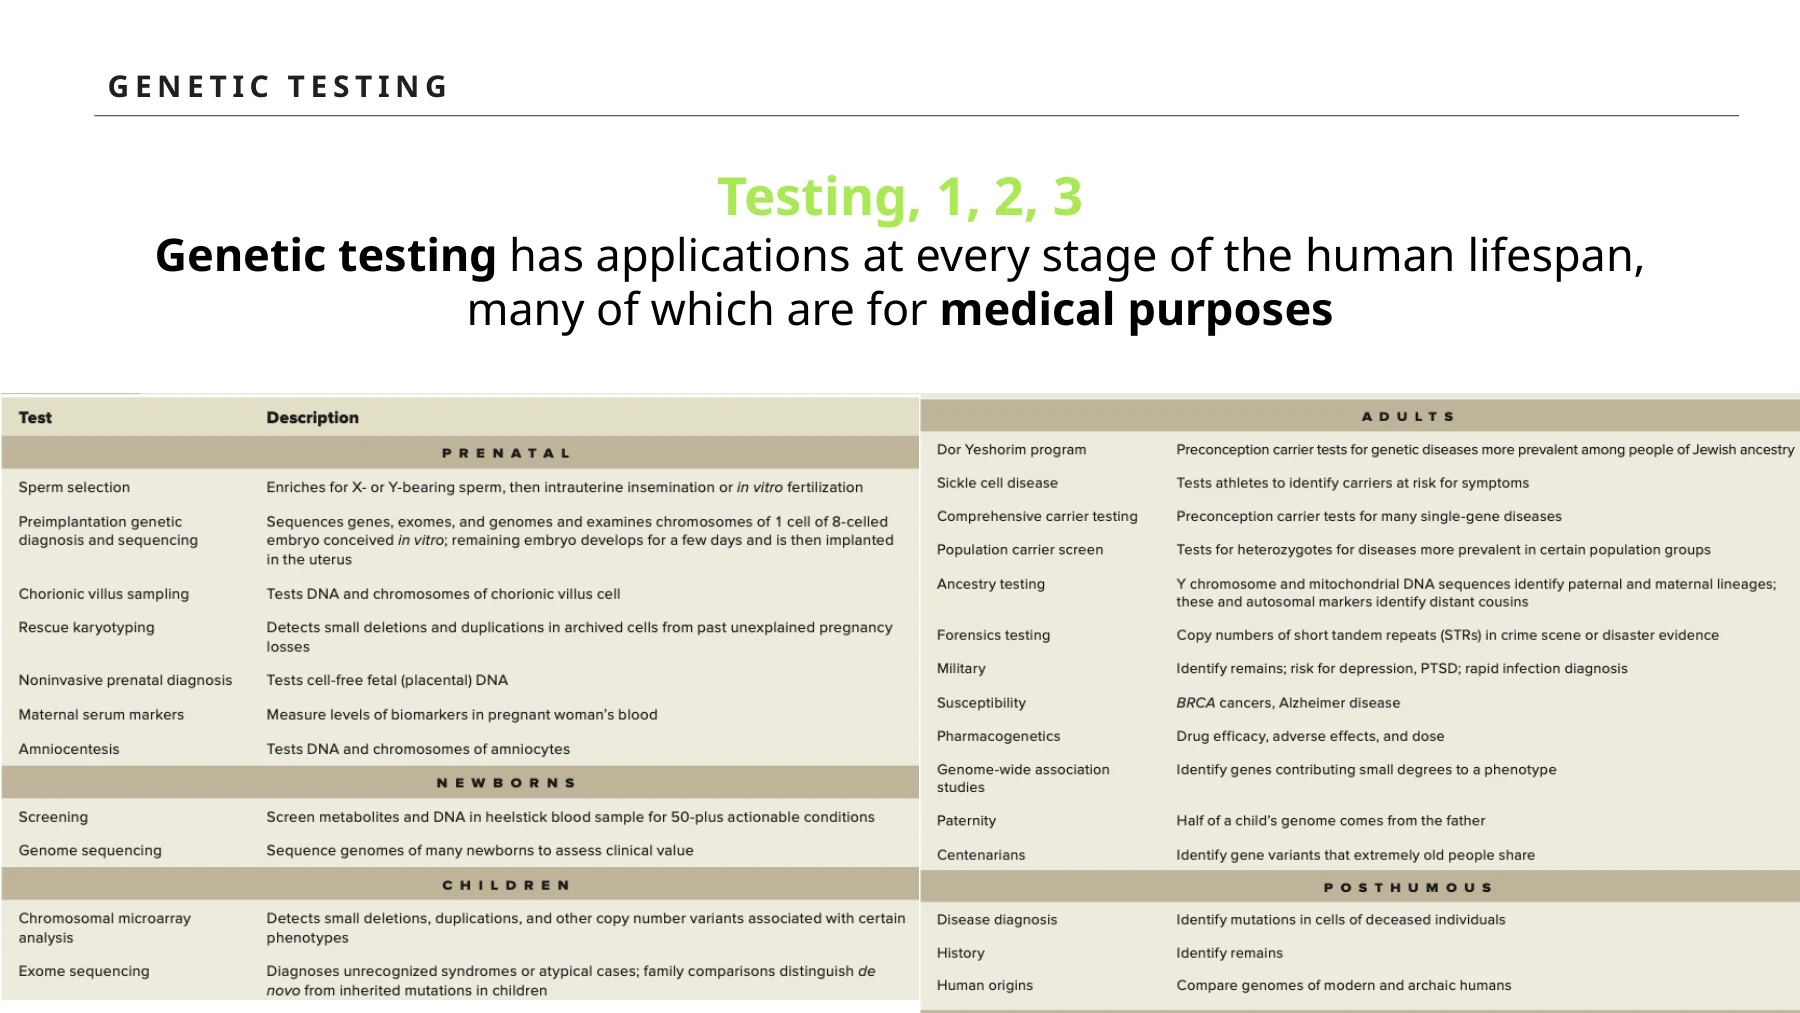 GENETIC TESTING
Testing, 1, 2, 3
Genetic testing has applications at every stage of the human lifespan,
many of which are for medical purposes
Test Description
PRENATAL
Sperm selection Enriches for X- or Y-bearing sperm, then intrauterine insemination or in vitro fertilization
Preimplantation genetic Sequences genes, exomes, and genomes and examines chromosomes of 1 cell of 8-celled
diagnosis and sequencing embryo conceived in vitro; remaining embryo develops for a few days and is then implanted
in the uterus
Chorionic villus sampling Tests DNA and chromosomes of chorionic villus cell
Rescue karyotyping Detects small deletions and duplications in archived cells from past unexplained pregnancy
losses
Noninvasive prenatal diagnosis Tests cell-free fetal (placental) DNA
Maternal serum markers Measure levels of biomarkers in pregnant woman's blood
Amniocentesis Tests DNA and chromosomes of amniocytes
NEWBORNS
Screening Screen metabolites and DNA in heelstick blood sample for 50-plus actionable conditions
Genome sequencing Sequence genomes of many newborns to assess clinical value
CHILDREN
Chromosomal microarray Detects small deletions, duplications, and other copy number variants associated with certain
analysis phenotypes
Exome sequencing Diagnoses unrecognized syndromes or atypical cases; family comparisons distinguish de
novo from inherited mutations in children
ADULTS
Dor Yeshorim program Preconception carrier tests for genetic diseases more prevalent among people of Jewish ancestry
Sickle cell disease Tests athletes to identify carriers at risk for symptoms
Comprehensive carrier testing Preconception carrier tests for many single-gene diseases
Population carrier screen Tests for heterozygotes for diseases more prevalent in certain population groups
Ancestry testing Y chromosome and mitochondrial DNA sequences identify paternal and maternal lineages;
these and autosomal markers identify distant cousins
Forensics testing Copy numbers of short tandem repeats (STRs) in crime scene or disaster evidence
Military Identify remains; risk for depression, PTSD; rapid infection diagnosis
Susceptibility BRCA cancers, Alzheimer disease
Pharmacogenetics Drug efficacy, adverse effects, and dose
Genome-wide association Identify genes contributing small degrees to a phenotype
studies
Paternity Half of a child's genome comes from the father
Centenarians Identify gene variants that extremely old people share
POSTHUMOUS
Disease diagnosis Identify mutations in cells of deceased individuals
History Identify remains
Human origins Compare genomes of modern and archaic humans